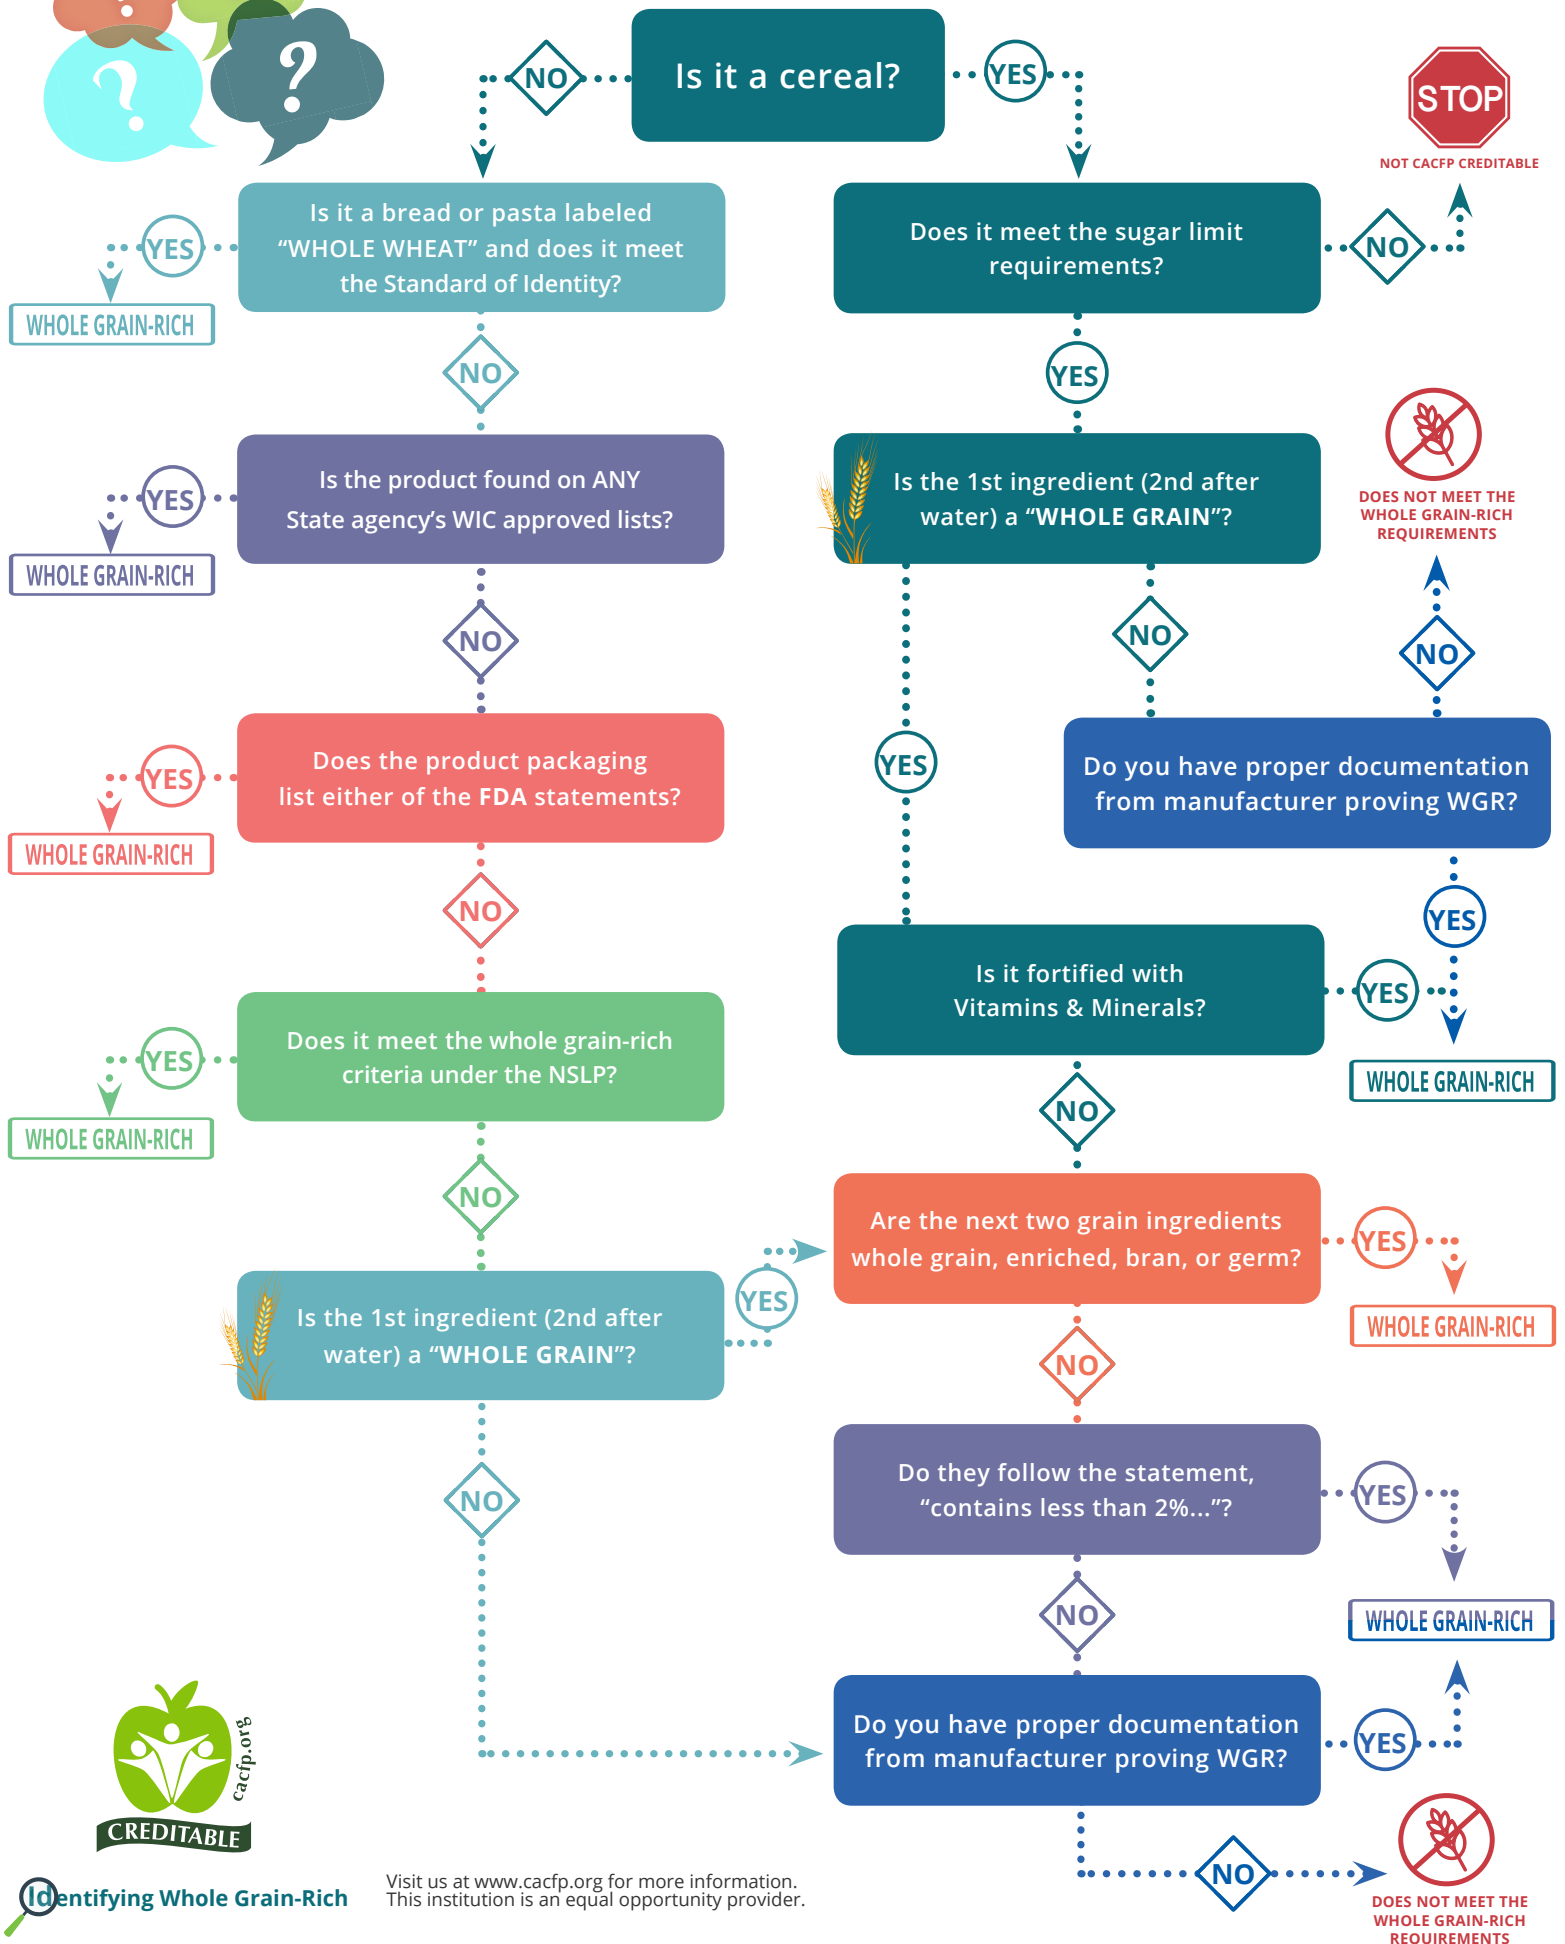 ?
?
?
Is it a cereal?
NO
YES
STOP
NOT CACFP CREDITABLE
Is it a bread or pasta labeled
“WHOLE WHEAT” and does it meet
the Standard of Identity?
YES
WHOLE GRAIN-RICH
NO
Does it meet the sugar limit
requirements?
NO
YES
Is the product found on ANY
State agency’s WIC approved lists?
YES
WHOLE GRAIN-RICH
NO
Is the 1st ingredient (2nd after
water) a “WHOLE GRAIN”?
DOES NOT MEET THE
WHOLE GRAIN-RICH
REQUIREMENTS
NO
NO
YES
Does the product packaging
list either of the FDA statements?
YES
WHOLE GRAIN-RICH
NO
Do you have proper documentation
from manufacturer proving WGR?
YES
Is it fortified with
Vitamins & Minerals?
YES
WHOLE GRAIN-RICH
NO
Does it meet the whole grain-rich
criteria under the NSLP?
YES
WHOLE GRAIN-RICH
NO
Are the next two grain ingredients
whole grain, enriched, bran, or germ?
YES
WHOLE GRAIN-RICH
NO
Is the 1st ingredient (2nd after
water) a “WHOLE GRAIN”?
YES
NO
Do they follow the statement,
“contains less than 2%...”?
YES
WHOLE GRAIN-RICH
NO
Do you have proper documentation
from manufacturer proving WGR?
YES
NO
DOES NOT MEET THE
WHOLE GRAIN-RICH
REQUIREMENTS
cacfp.org
CREDITABLE
Identifying Whole Grain-Rich
Visit us at www.cacfp.org for more information.
This institution is an equal opportunity provider.